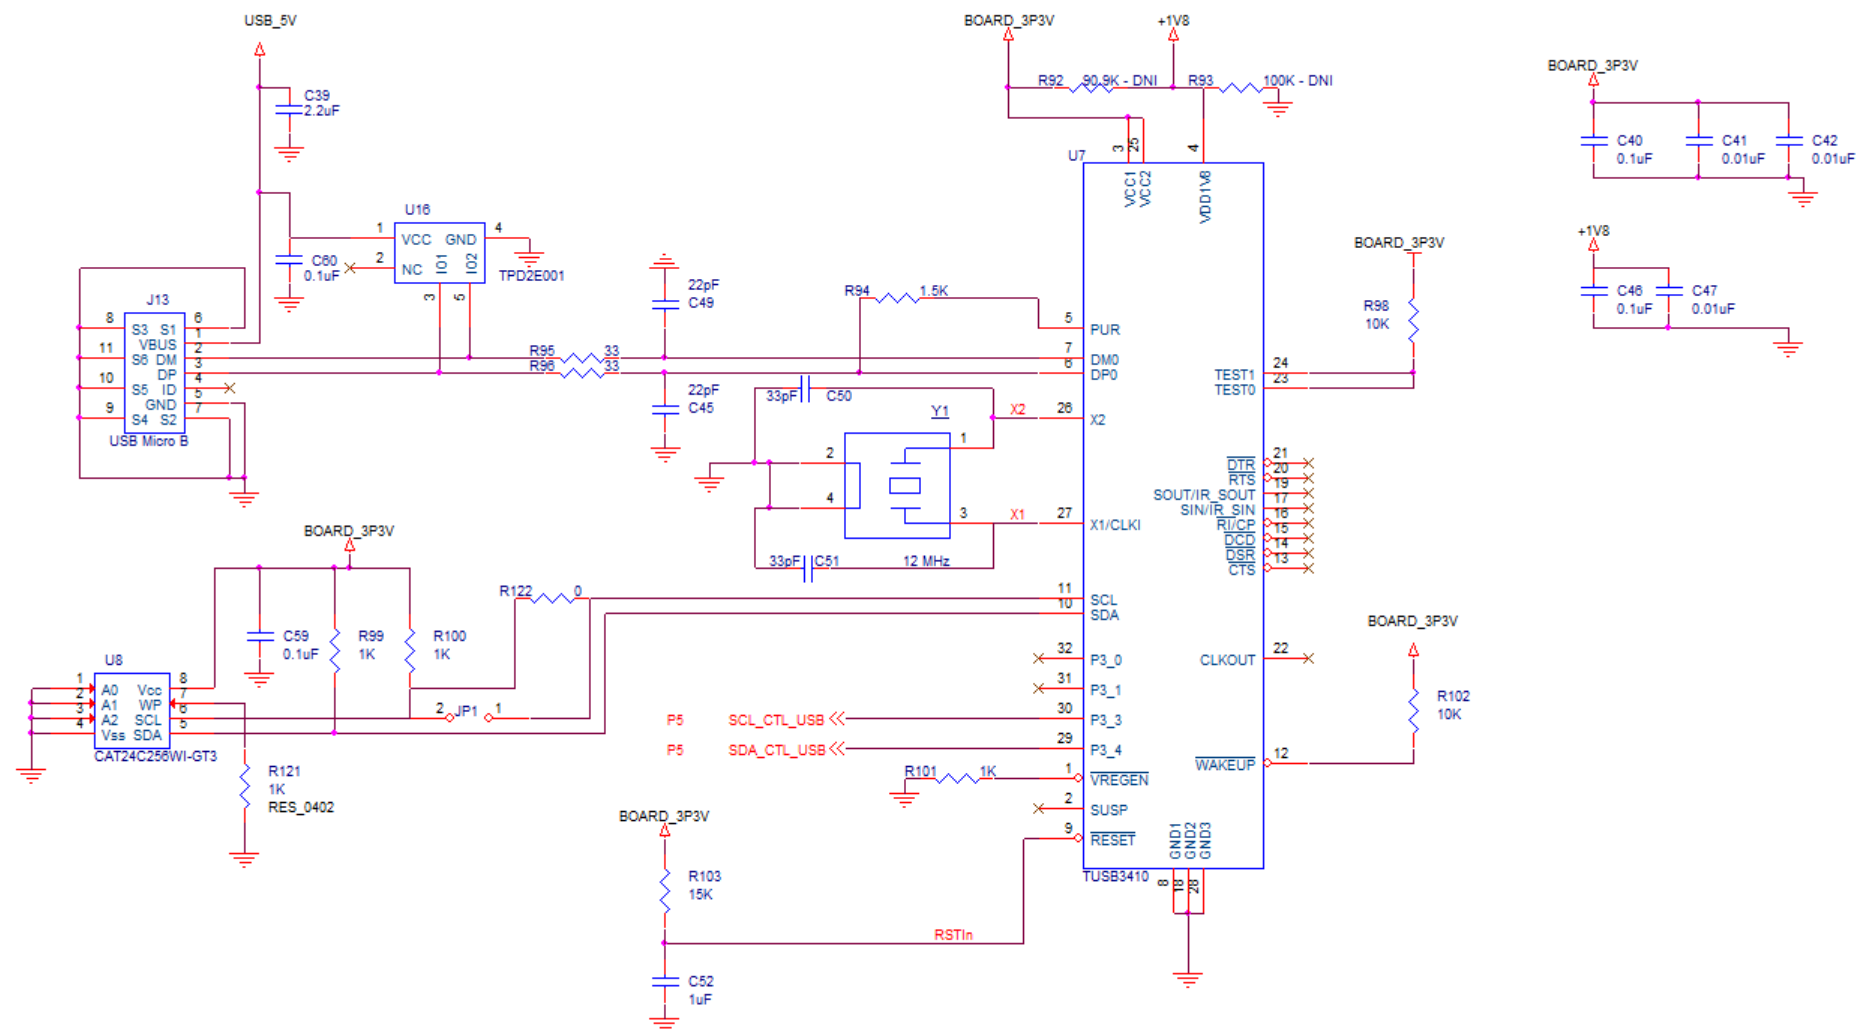 USB_5V
C39
2.2uF
U16
1
VCC
GND
4
2
NC
IO1
IO2
TPD2E001
3
5
C60
0.1uF
J13
8
S3
S1
6
VBUS
1
11
S6
DM
2
DP
3
10
S5
ID
4
GND
5
9
S4
S2
7
USB Micro B
22pF
C49
R94
1.5K
R95
33
R96
33
22pF
C45
33pF
C50
Y1
X2
1
2
4
3
X1
33pF
C51
12 MHz
BOARD_3P3V
+1V8
R92
90.9K - DNI
R93
100K - DNI
U7
3
25
4
VCC1
VCC2
VDD1V8
5
PUR
7
DM0
6
DP0
26
X2
27
X1/CLKI
11
SCL
10
SDA
32
P3_0
31
P3_1
30
P3_3
29
P3_4
1
VREGEN
2
SUSP
9
RESET
TEST1
24
TEST0
23
DTR
21
RTS
20
SOUT/IR_SOUT
19
SIN/IR_SIN
17
RI/CP
16
DCD
15
DSR
14
CTS
13
CLKOUT
22
WAKEUP
12
GND1
GND2
GND3
8
18
28
TUSB3410
BOARD_3P3V
R98
10K
BOARD_3P3V
R102
10K
BOARD_3P3V
C40
0.1uF
C41
0.01uF
C42
0.01uF
+1V8
C46
0.1uF
C47
0.01uF
BOARD_3P3V
C59
0.1uF
R99
1K
R100
1K
R122
0
U8
1
A0
Vcc
8
2
A1
WP
7
3
A2
SCL
6
4
Vss
SDA
5
CAT24C256WI-GT3
2
JP1
1
R121
1K
RES_0402
P5
SCL_CTL_USB
P5
SDA_CTL_USB
R101
1K
BOARD_3P3V
R103
15K
RSTIn
C52
1uF